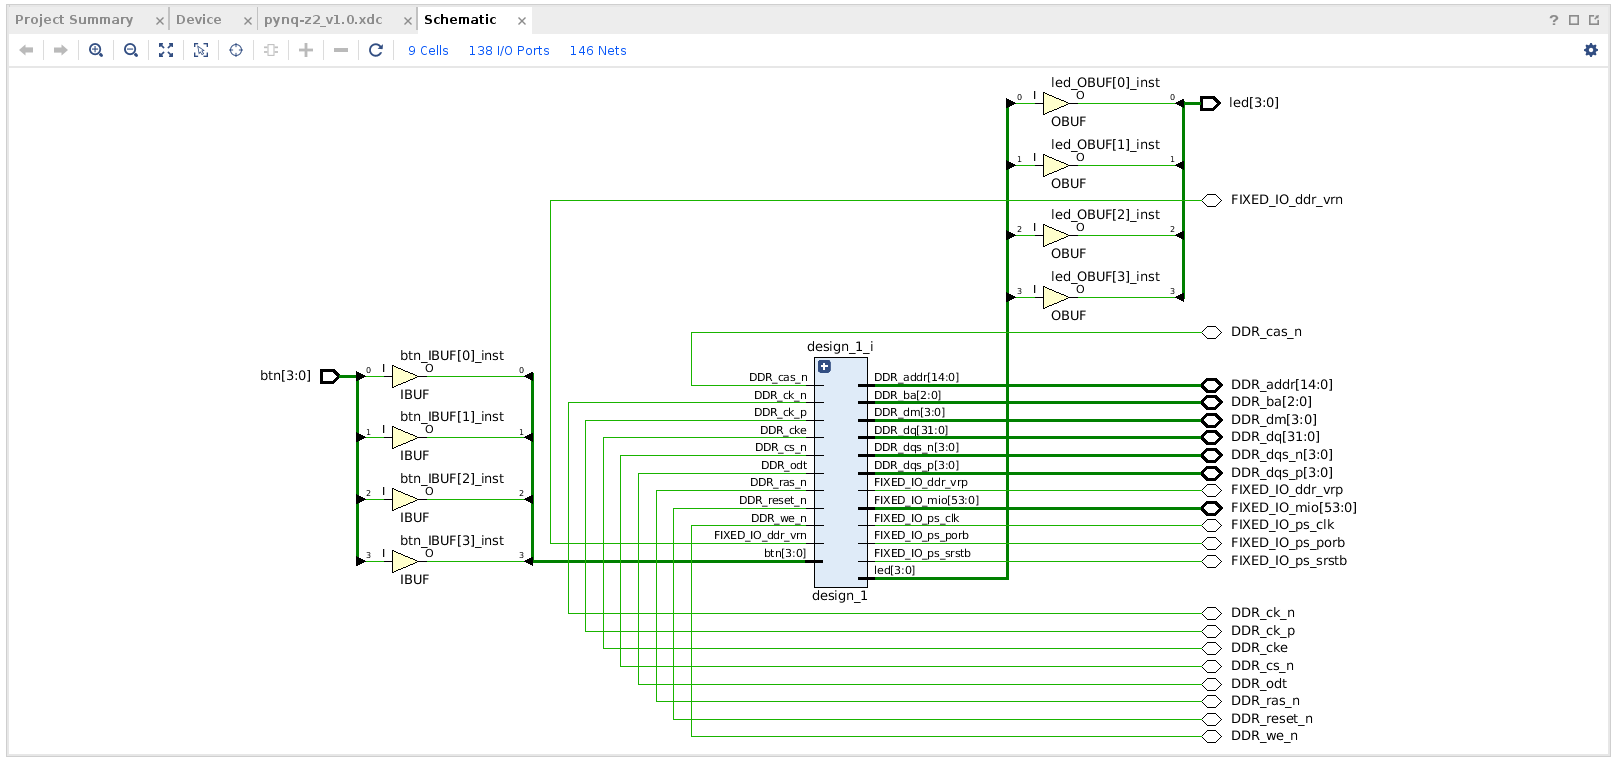 Project Summary × Device × pynq-z2_v1.0.xdc × Schematic × ?
9 Cells 138 I/O Ports 146 Nets
led_OBUF[0]_inst
0 I O 0
OBUF
led[3:0]
led_OBUF[1]_inst
1 I O 1
OBUF
FIXED_IO_ddr_vrn
led_OBUF[2]_inst
2 I O 2
OBUF
led_OBUF[3]_inst
3 I O 3
OBUF
DDR_cas_n
btn[3:0]
btn_IBUF[0]_inst
0 I O 0
IBUF
btn_IBUF[1]_inst
1 I O 1
IBUF
btn_IBUF[2]_inst
2 I O 2
IBUF
btn_IBUF[3]_inst
3 I O 3
IBUF
design_1_i
DDR_cas_n DDR_addr[14:0]
DDR_ck_n DDR_ba[2:0]
DDR_ck_p DDR_dm[3:0]
DDR_cke DDR_dq[31:0]
DDR_cs_n DDR_dqs_n[3:0]
DDR_odt DDR_dqs_p[3:0]
DDR_ras_n FIXED_IO_ddr_vrp
DDR_reset_n FIXED_IO_mio[53:0]
DDR_we_n FIXED_IO_ps_clk
FIXED_IO_ddr_vrn FIXED_IO_ps_porb
btn[3:0] FIXED_IO_ps_srstb
led[3:0]
design_1
DDR_addr[14:0]
DDR_ba[2:0]
DDR_dm[3:0]
DDR_dq[31:0]
DDR_dqs_n[3:0]
DDR_dqs_p[3:0]
FIXED_IO_ddr_vrp
FIXED_IO_mio[53:0]
FIXED_IO_ps_clk
FIXED_IO_ps_porb
FIXED_IO_ps_srstb
DDR_ck_n
DDR_ck_p
DDR_cke
DDR_cs_n
DDR_odt
DDR_ras_n
DDR_reset_n
DDR_we_n